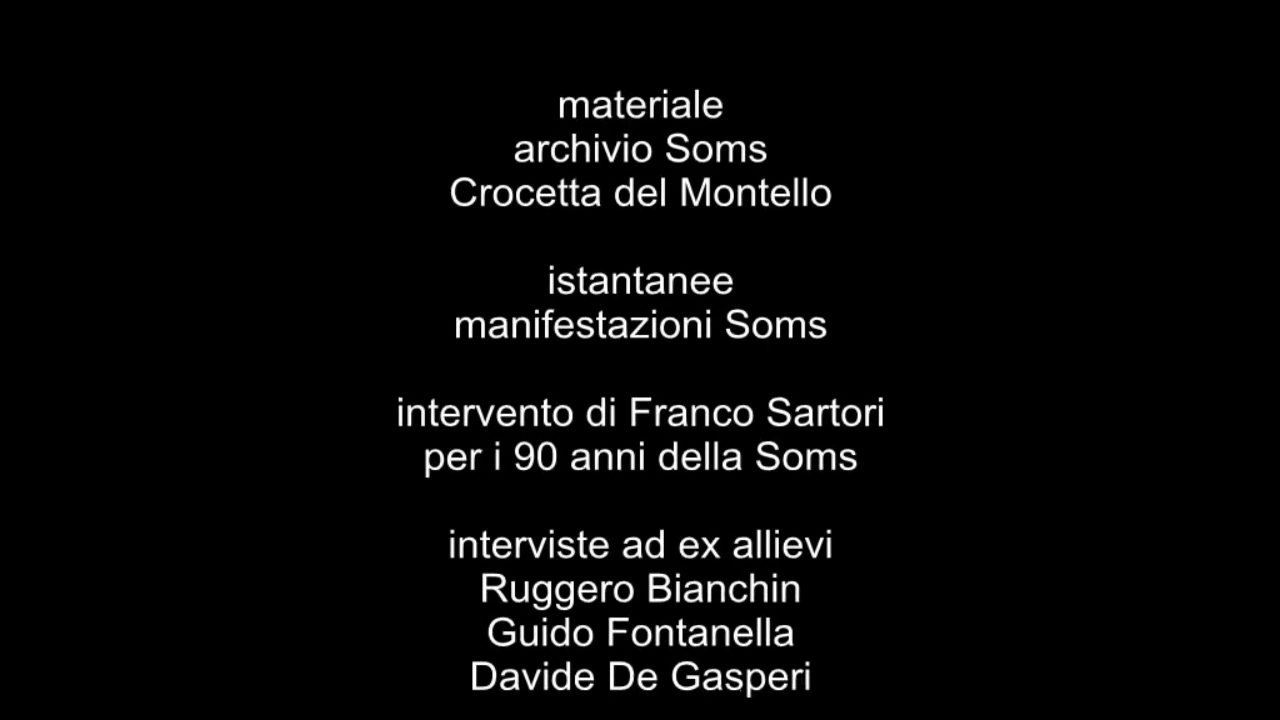 materiale
archivio Soms
Crocetta del Montello
istantanee
manifestazioni Soms
intervento di Franco Sartori
per i 90 anni della Soms
interviste ad ex allievi
Ruggero Bianchin
Guido Fontanella
Davide De Gasperi